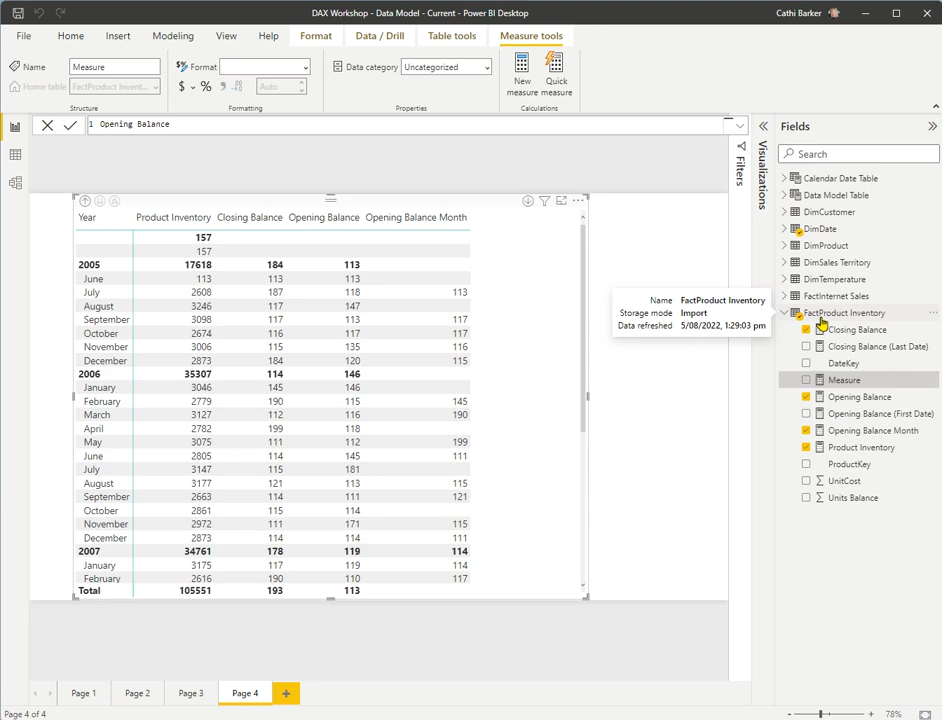 DAX Workshop - Data Model - Current - Power BI Desktop
Cathi Barker
File Home Insert Modeling View Help Format Data / Drill Table tools Measure tools
Name Measure
Home table FactProduct Invent...
Structure
Format
$ % 9 Auto
Formatting
Data category Uncategorized
Properties
New measure
Quick measure
Calculations
1 Opening Balance
Filters
Visualizations
Year Product Inventory Closing Balance Opening Balance Opening Balance Month
157
157
2005 17618 184 113
June 113 113 113
July 2608 187 118 113
August 3246 117 147
September 3098 117 113 117
October 2674 116 113 117
November 3006 115 135 116
December 2873 184 120 115
2006 35307 114 146
January 3046 145 146
February 2779 190 115 145
March 3127 112 116 190
April 2782 199 118
May 3075 111 112 199
June 2805 114 145 111
July 3147 115 181
August 3177 121 113 115
September 2663 114 111 121
October 2861 115 114
November 2972 111 171 115
December 2873 114 114 111
2007 34761 178 119 114
January 3175 117 119 114
February 2616 190 110 117
Total 105551 193 113
Name FactProduct Inventory
Storage mode Import
Data refreshed 5/08/2022, 1:29:03 pm
Fields
Search
Calendar Date Table
Data Model Table
DimCustomer
DimDate
DimProduct
DimSales Territory
DimTemperature
FactInternet Sales
FactProduct Inventory
Closing Balance
Closing Balance (Last Date)
DateKey
Measure
Opening Balance
Opening Balance (First Date)
Opening Balance Month
Product Inventory
ProductKey
UnitCost
Units Balance
Page 1 Page 2 Page 3 Page 4 +
Page 4 of 4
- + 78%